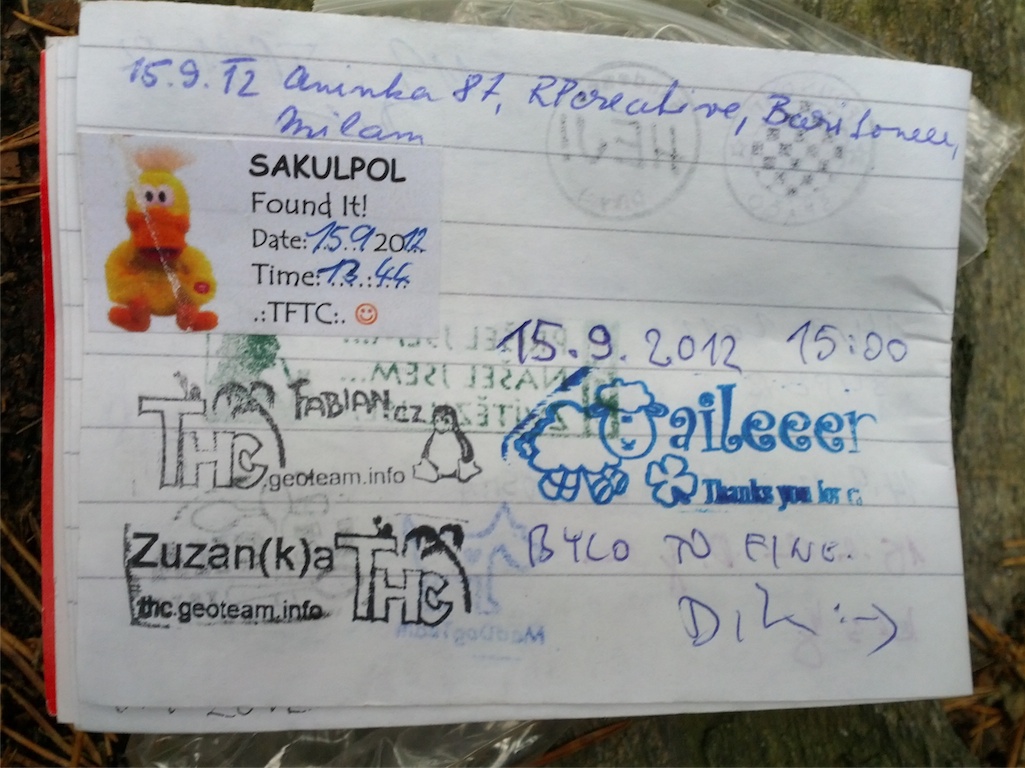 15.9.12 Aninka 87, RPcreative, Baritoneer,
Milam
SAKULPOL
Found It!
Date: 15.9 2012
Time: 13.:44
.:TFTC:. ☺
15.9.2012 15:00
THC FABIAN.cz
.geoteam.info
aileeer
Thanks you for c.
Zuzan(k)a THC
thc.geoteam.info
BYLO TO FINE.
Dík :->